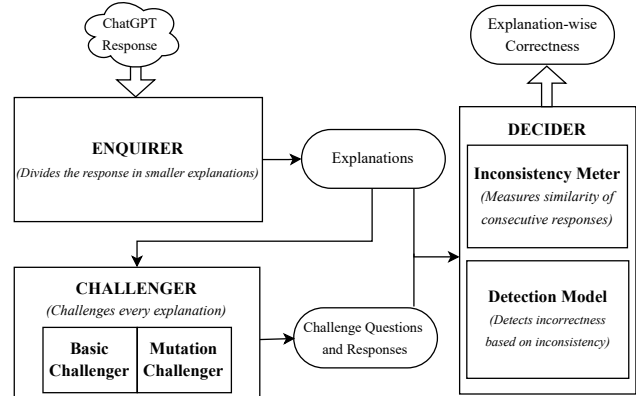 ChatGPT
Response
ENQUIRER
(Divides the response in smaller explanations)
Explanations
CHALLENGER
(Challenges every explanation)
Basic
Challenger
Mutation
Challenger
Challenge Questions
and Responses
Explanation-wise
Correctness
DECIDER
Inconsistency Meter
(Measures similarity of
consecutive responses)
Detection Model
(Detects incorrectness
based on inconsistency)